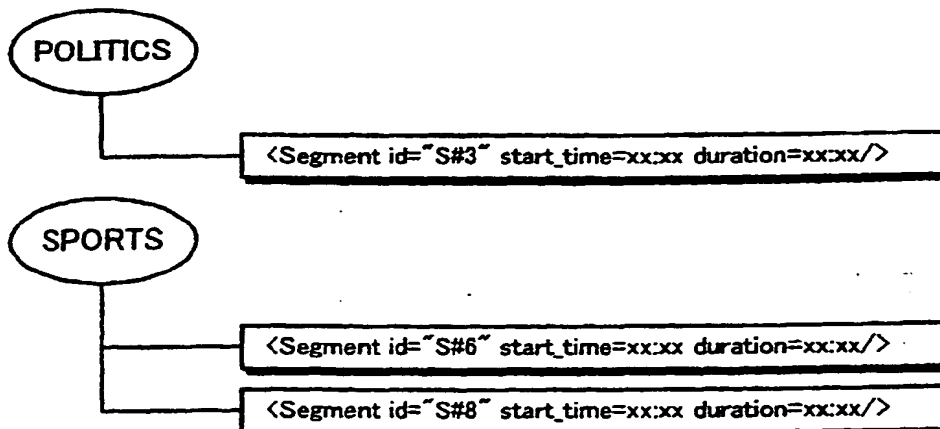 POLITICS
<Segment id="S#3" start_time=xx:xx duration=xx:xx/>
SPORTS
<Segment id="S#6" start_time=xx:xx duration=xx:xx/>
<Segment id="S#8" start_time=xx:xx duration=xx:xx/>